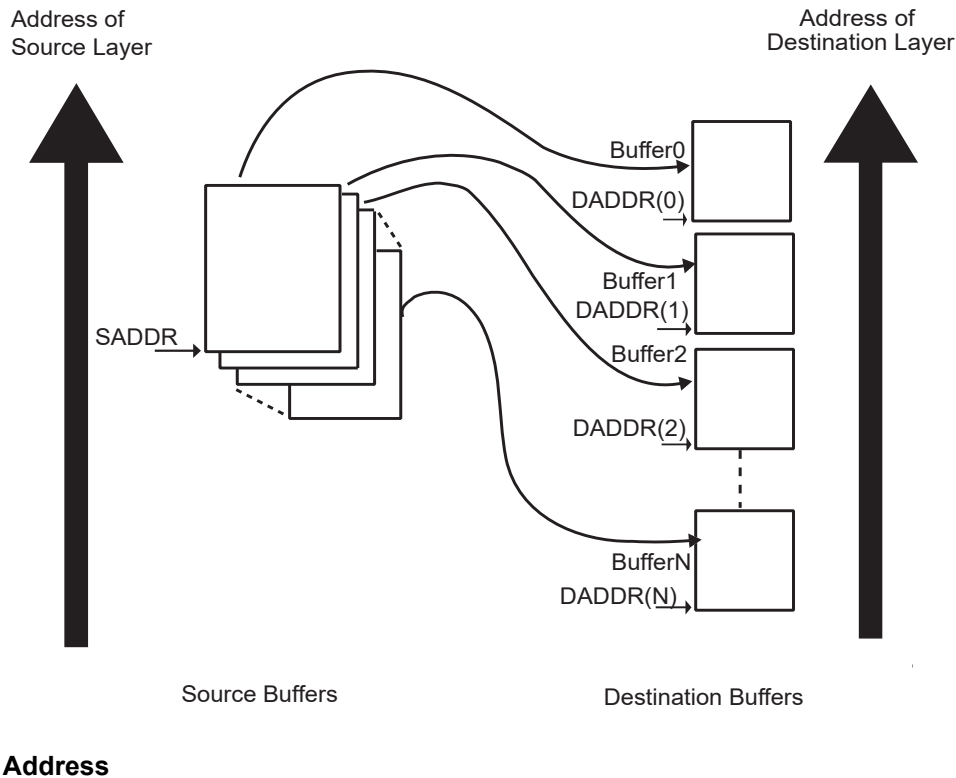 Address of
Source Layer
Address of
Destination Layer
Buffer0
DADDR(0)
Buffer1
DADDR(1)
SADDR
Buffer2
DADDR(2)
BufferN
DADDR(N)
Source Buffers
Destination Buffers
Address